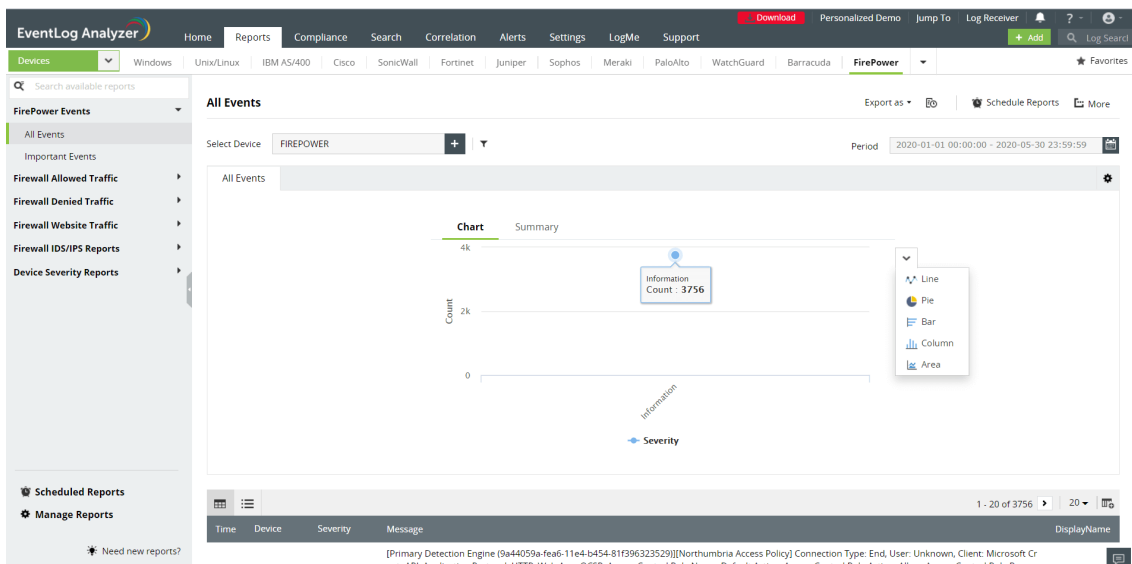 Download Personalized Demo Jump To Log Receiver ?
EventLog Analyzer
Home Reports Compliance Search Correlation Alerts Settings LogMe Support
+ Add Log Search
Devices Windows Unix/Linux IBM AS/400 Cisco SonicWall Fortinet Juniper Sophos Meraki PaloAlto WatchGuard Barracuda FirePower Favorites
Search available reports
FirePower Events
All Events
Important Events
Firewall Allowed Traffic
Firewall Denied Traffic
Firewall Website Traffic
Firewall IDS/IPS Reports
Device Severity Reports
Scheduled Reports
Manage Reports
Need new reports?
All Events
Export as Schedule Reports More
Select Device FIREPOWER +
Period 2020-01-01 00:00:00 - 2020-05-30 23:59:59
All Events
Chart Summary
4k
2k
0
Count
Information
Count : 3756
Information
Severity
Line
Pie
Bar
Column
Area
1 - 20 of 3756 20
Time Device Severity Message DisplayName
[Primary Detection Engine (9a44059a-fea6-11e4-b454-81f396323529)][Northumbria Access Policy] Connection Type: End, User: Unknown, Client: Microsoft Cr